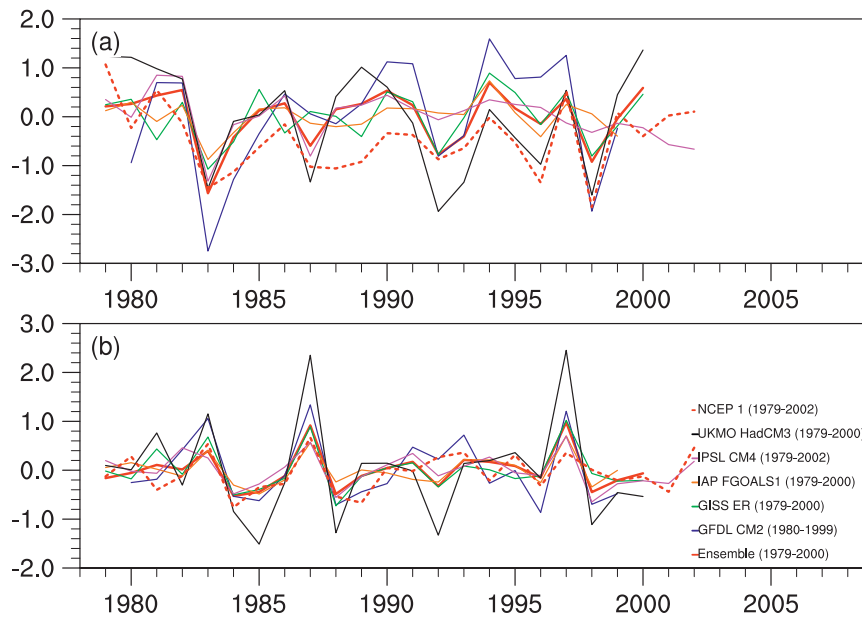 (a)
1.0
0.0
-1.0
-2.0
-3.0
1980 1985 1990 1995 2000 2005
3.0
(b)
2.0
1.0
0.0
-1.0
-2.0
NCEP 1 (1979-2002)
UKMO HadCM3 (1979-2000)
IPSL CM4 (1979-2002)
IAP FGOALS1 (1979-2000)
GISS ER (1979-2000)
GFDL CM2 (1980-1999)
Ensemble (1979-2000)
1980 1985 1990 1995 2000 2005